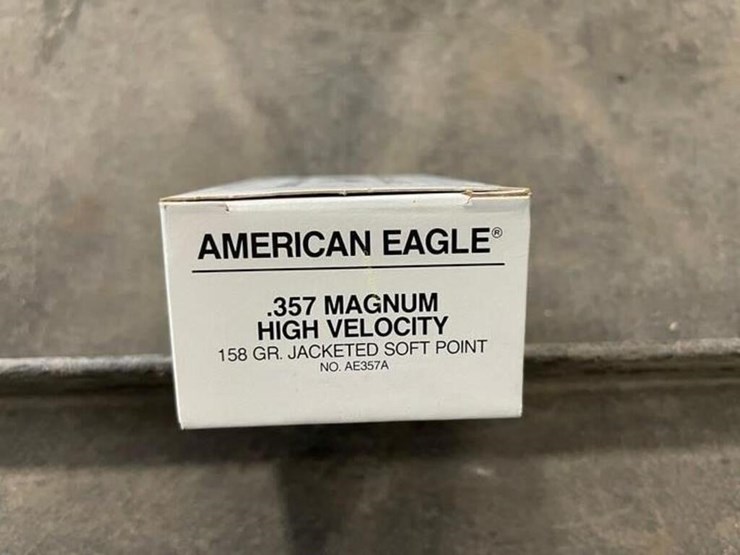 AMERICAN EAGLE®
.357 MAGNUM
HIGH VELOCITY
158 GR. JACKETED SOFT POINT
NO. AE357A